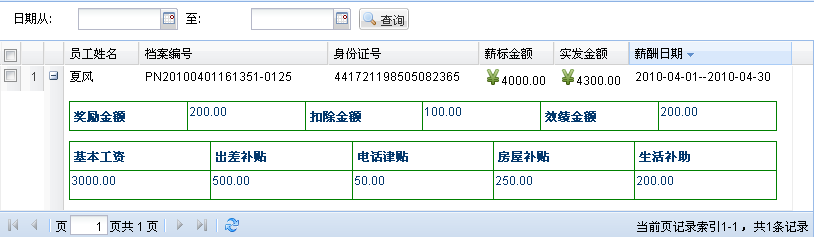 日期从: 至: 查询
员工姓名 档案编号 身份证号 薪标金额 实发金额 薪酬日期
1 夏风 PN20100401161351-0125 441721198505082365 ¥4000.00 ¥4300.00 2010-04-01--2010-04-30
奖励金额 200.00 扣除金额 100.00 效绩金额 200.00
基本工资 出差补贴 电话津贴 房屋补贴 生活补助
3000.00 500.00 50.00 250.00 200.00
页 1 页共 1 页 当前页记录索引1-1，共1条记录